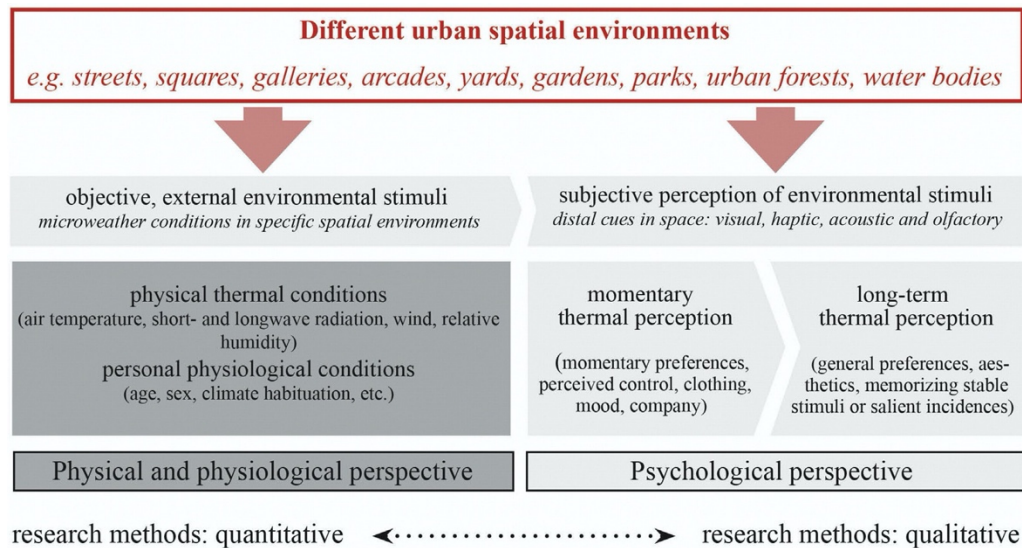 Different urban spatial environments
e.g. streets, squares, galleries, arcades, yards, gardens, parks, urban forests, water bodies
objective, external environmental stimuli
microweather conditions in specific spatial environments
subjective perception of environmental stimuli
distal cues in space: visual, haptic, acoustic and olfactory
physical thermal conditions
(air temperature, short- and longwave radiation, wind, relative
humidity)
personal physiological conditions
(age, sex, climate habituation, etc.)
momentary
thermal perception
(momentary preferences,
perceived control, clothing,
mood, company)
long-term
thermal perception
(general preferences, aes-
thetics, memorizing stable
stimuli or salient incidences)
Physical and physiological perspective
Psychological perspective
research methods: quantitative
research methods: qualitative